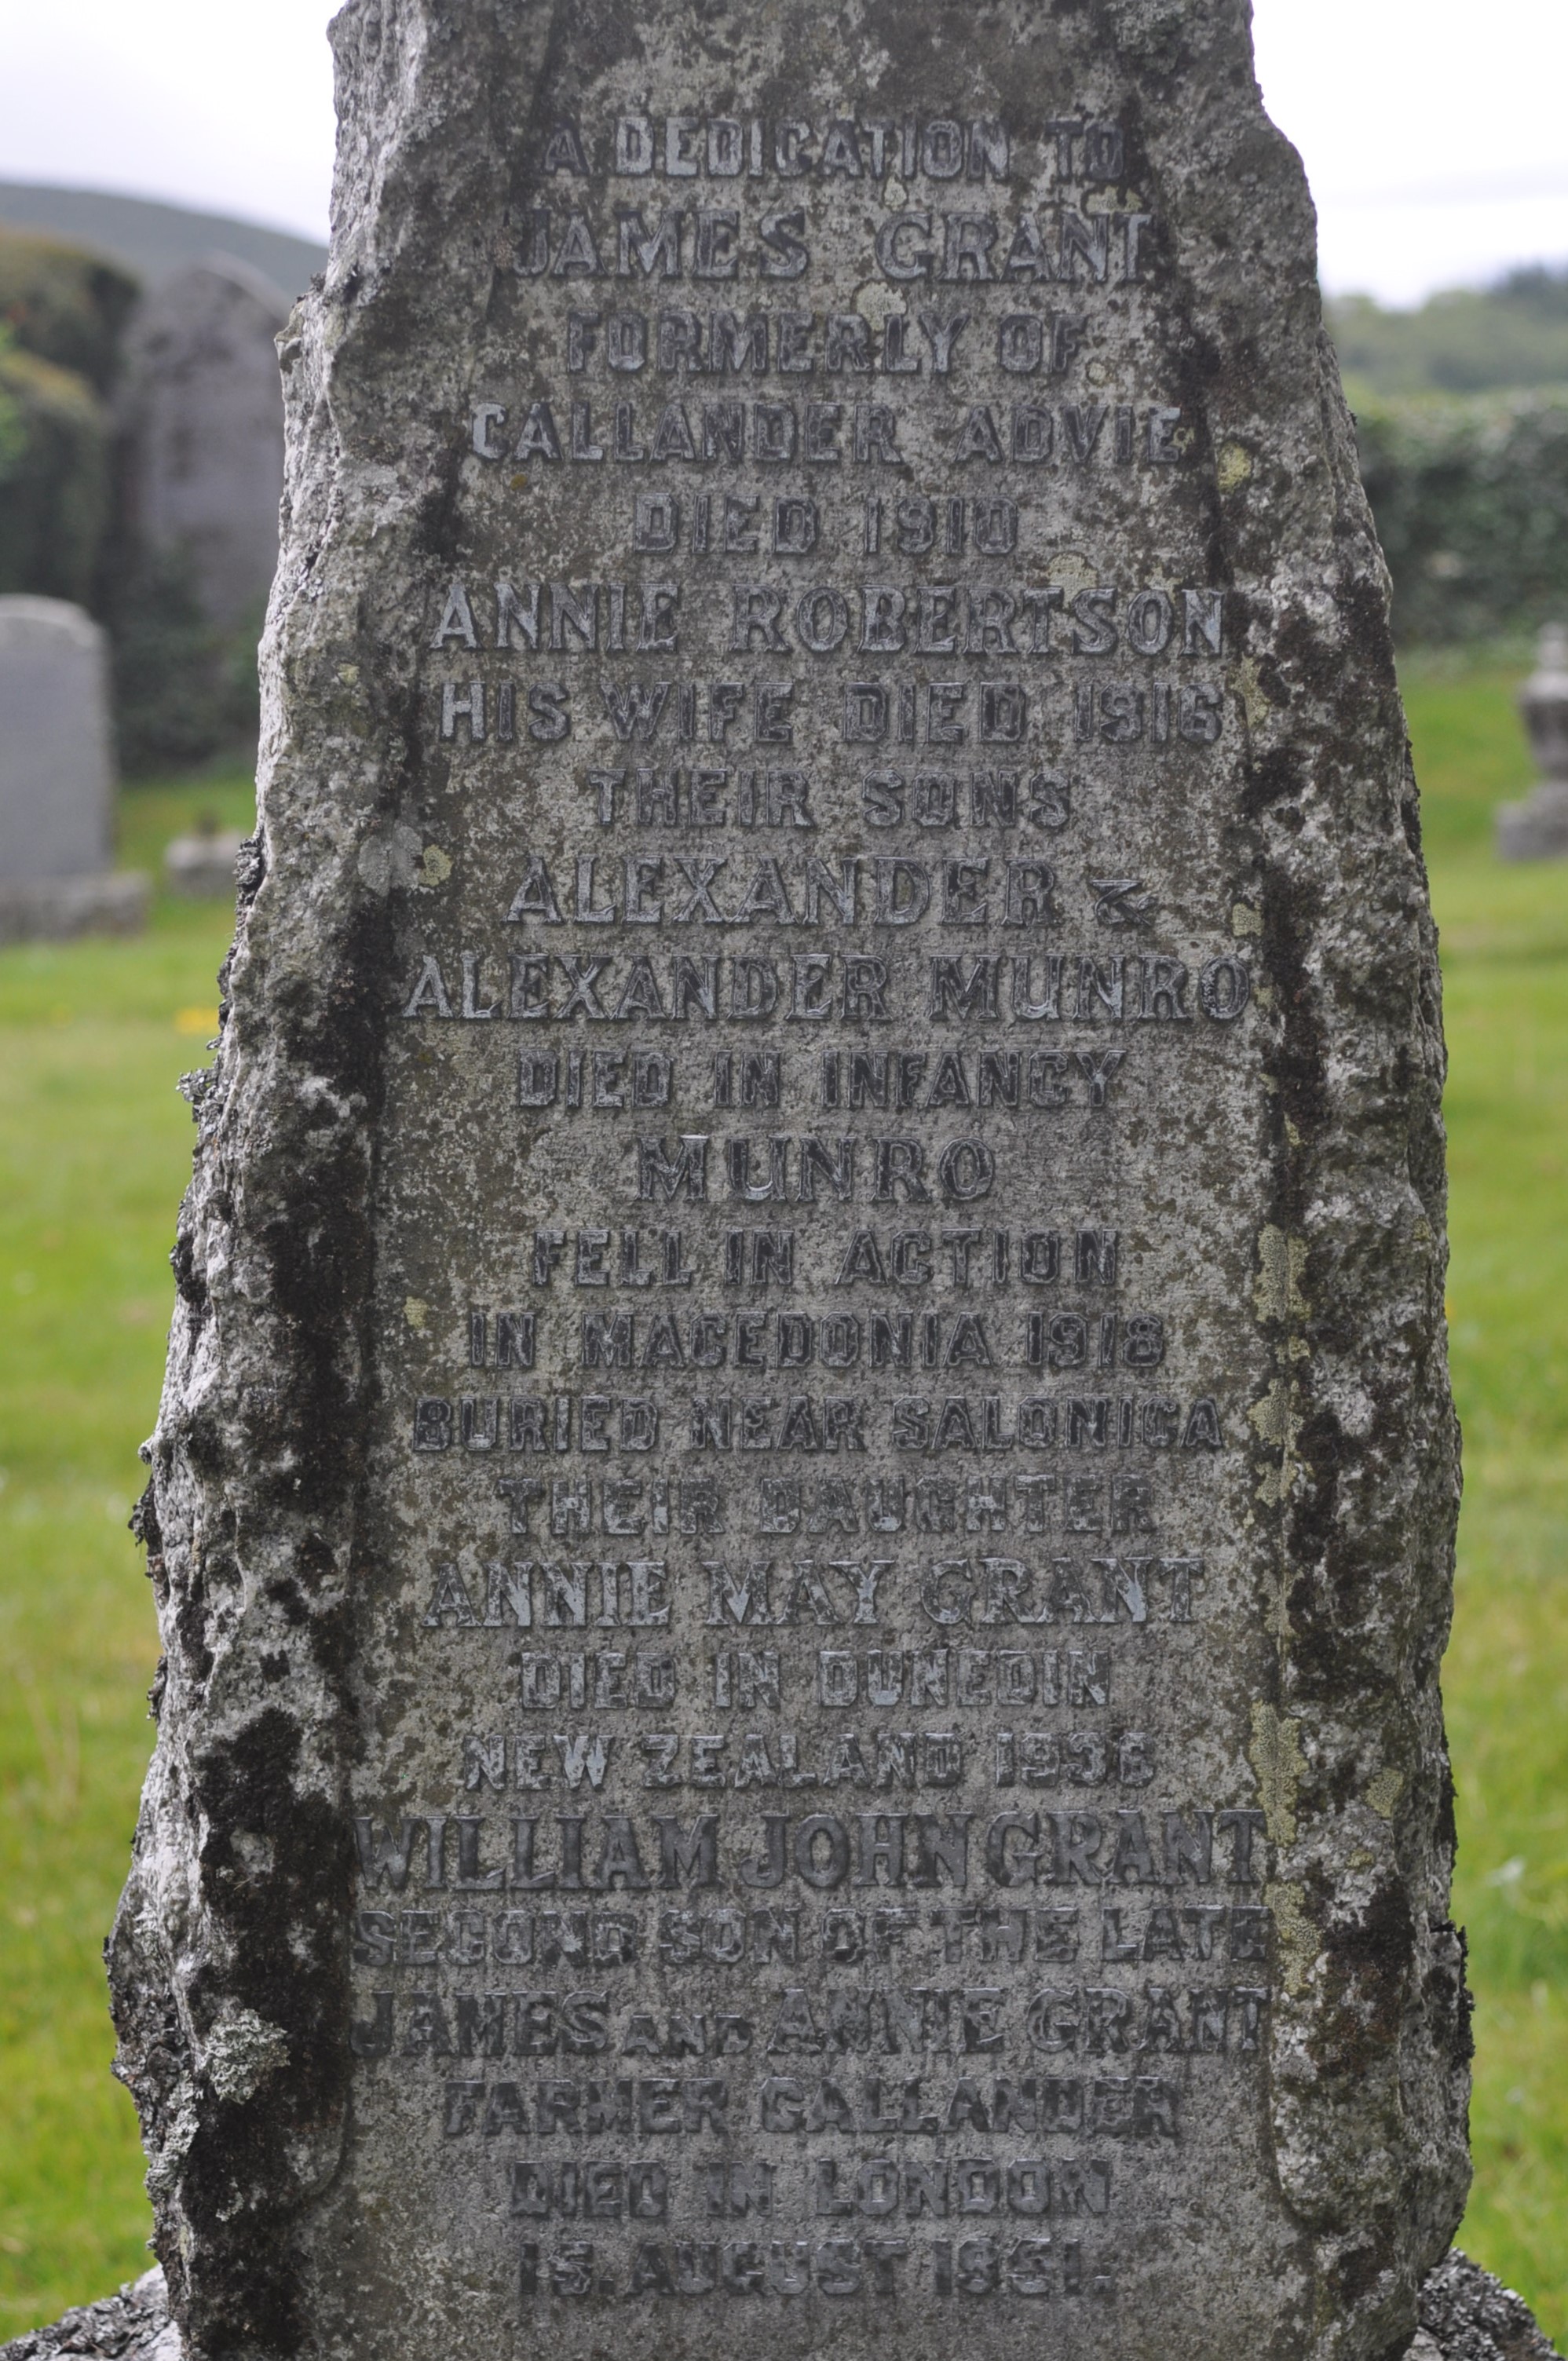 A DEDICATION TO
JAMES GRANT
FORMERLY OF
CALLANDER ADVIE
DIED 1910
ANNIE ROBERTSON
HIS WIFE DIED 1916
THEIR SONS
ALEXANDER &
ALEXANDER MUNRO
DIED IN INFANCY
MUNRO
FELL IN ACTION
IN MACEDONIA 1918
BURIED NEAR SALONICA
THEIR DAUGHTER
ANNIE MAY GRANT
DIED IN DUNEDIN
NEW ZEALAND 1936
WILLIAM JOHN GRANT
SECOND SON OF THE LATE
JAMES AND ANNIE GRANT
FARMER CALLANDER
DIED IN LONDON
15. AUGUST 1951.